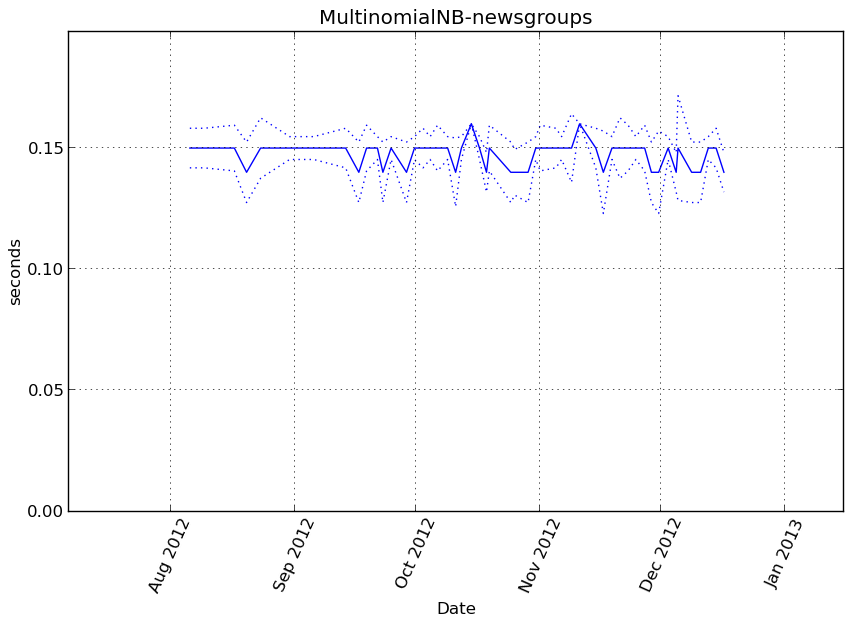 MultinomialNB-newsgroups
seconds
0.15
0.10
0.05
0.00
Aug 2012
Sep 2012
Oct 2012
Nov 2012
Dec 2012
Jan 2013
Date